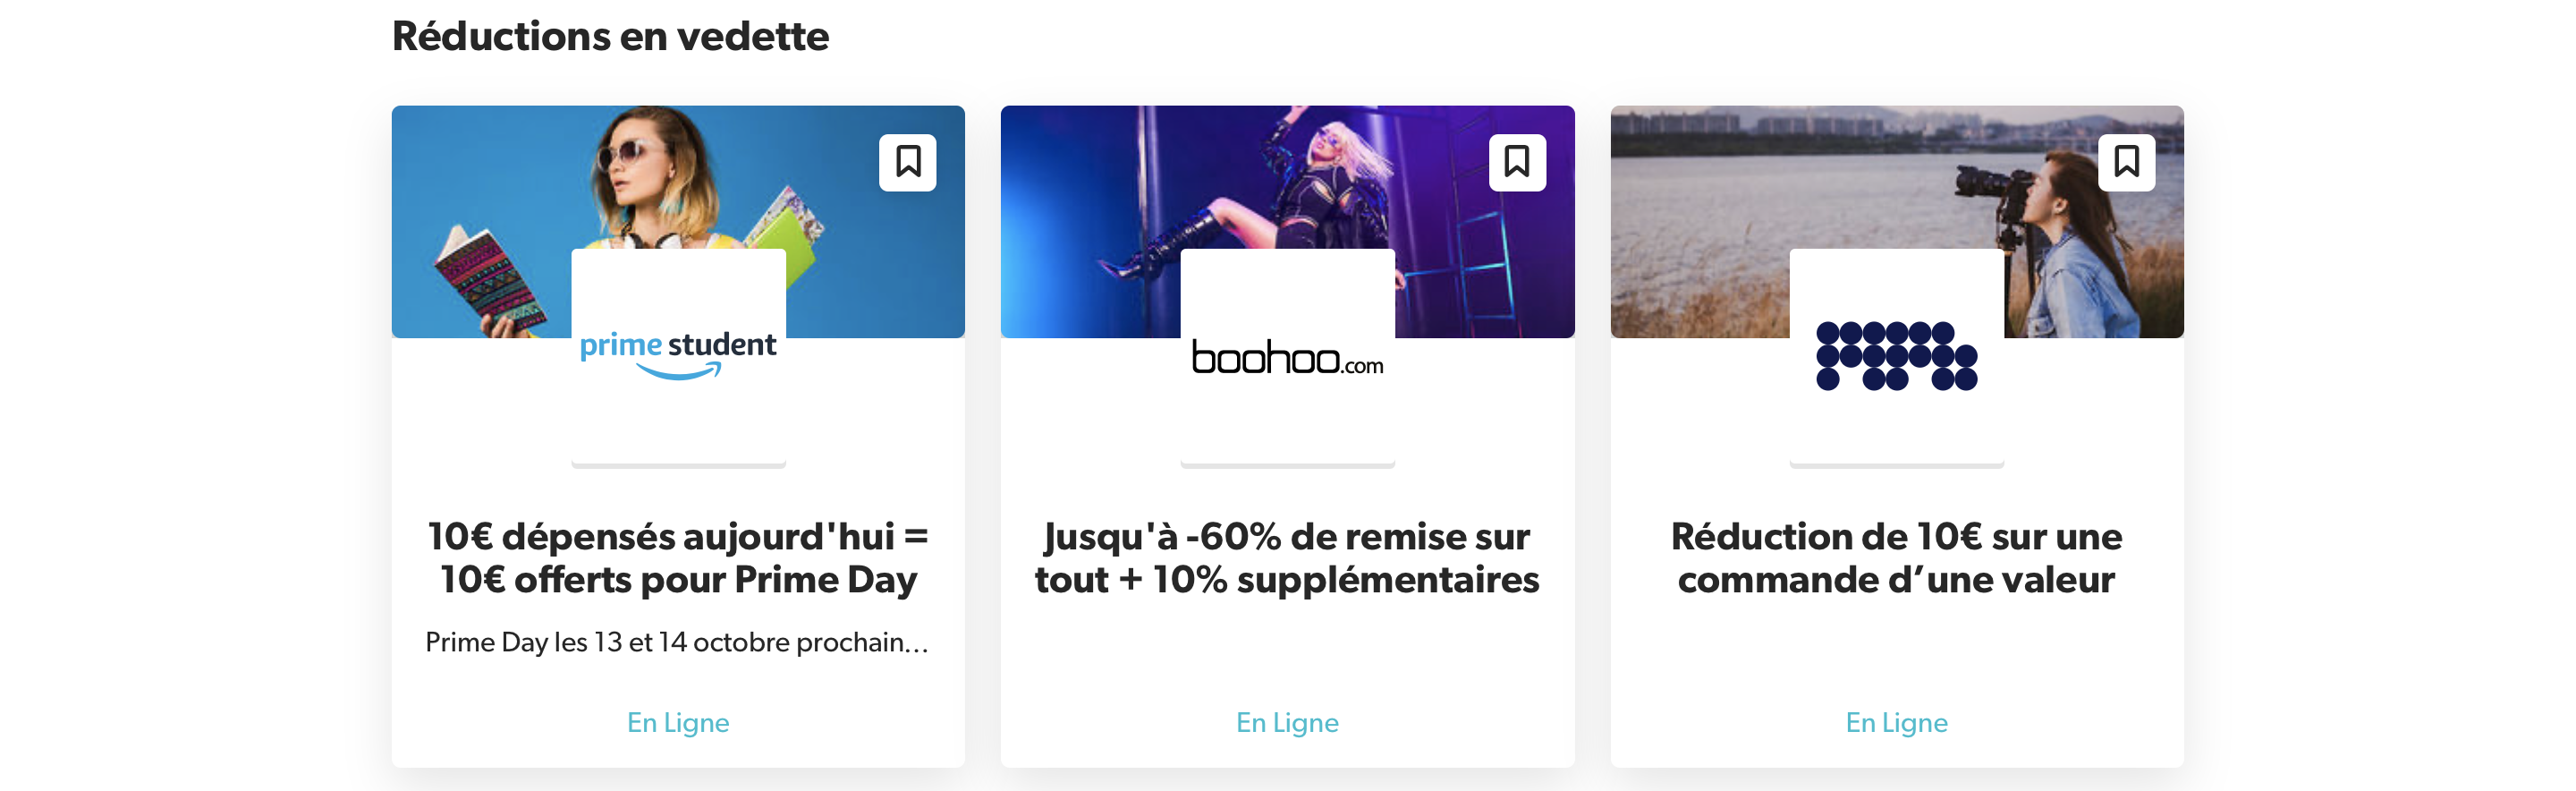 Réductions en vedette
prime student
10€ dépensés aujourd'hui =
10€ offerts pour Prime Day
Prime Day les 13 et 14 octobre prochain...
En Ligne
boohoo.com
Jusqu'à -60% de remise sur
tout + 10% supplémentaires
En Ligne
Réduction de 10€ sur une
commande d’une valeur
En Ligne